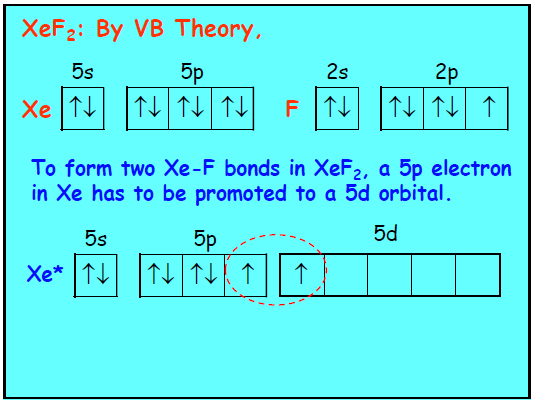 XeF₂: By VB Theory,
5s 5p 2s 2p
Xe ↑↓ ↑↓ ↑↓ ↑↓ F ↑↓ ↑↓ ↑↓ ↑
To form two Xe-F bonds in XeF₂, a 5p electron
in Xe has to be promoted to a 5d orbital.
5s 5p 5d
Xe* ↑↓ ↑↓ ↑↓ ↑ ↑